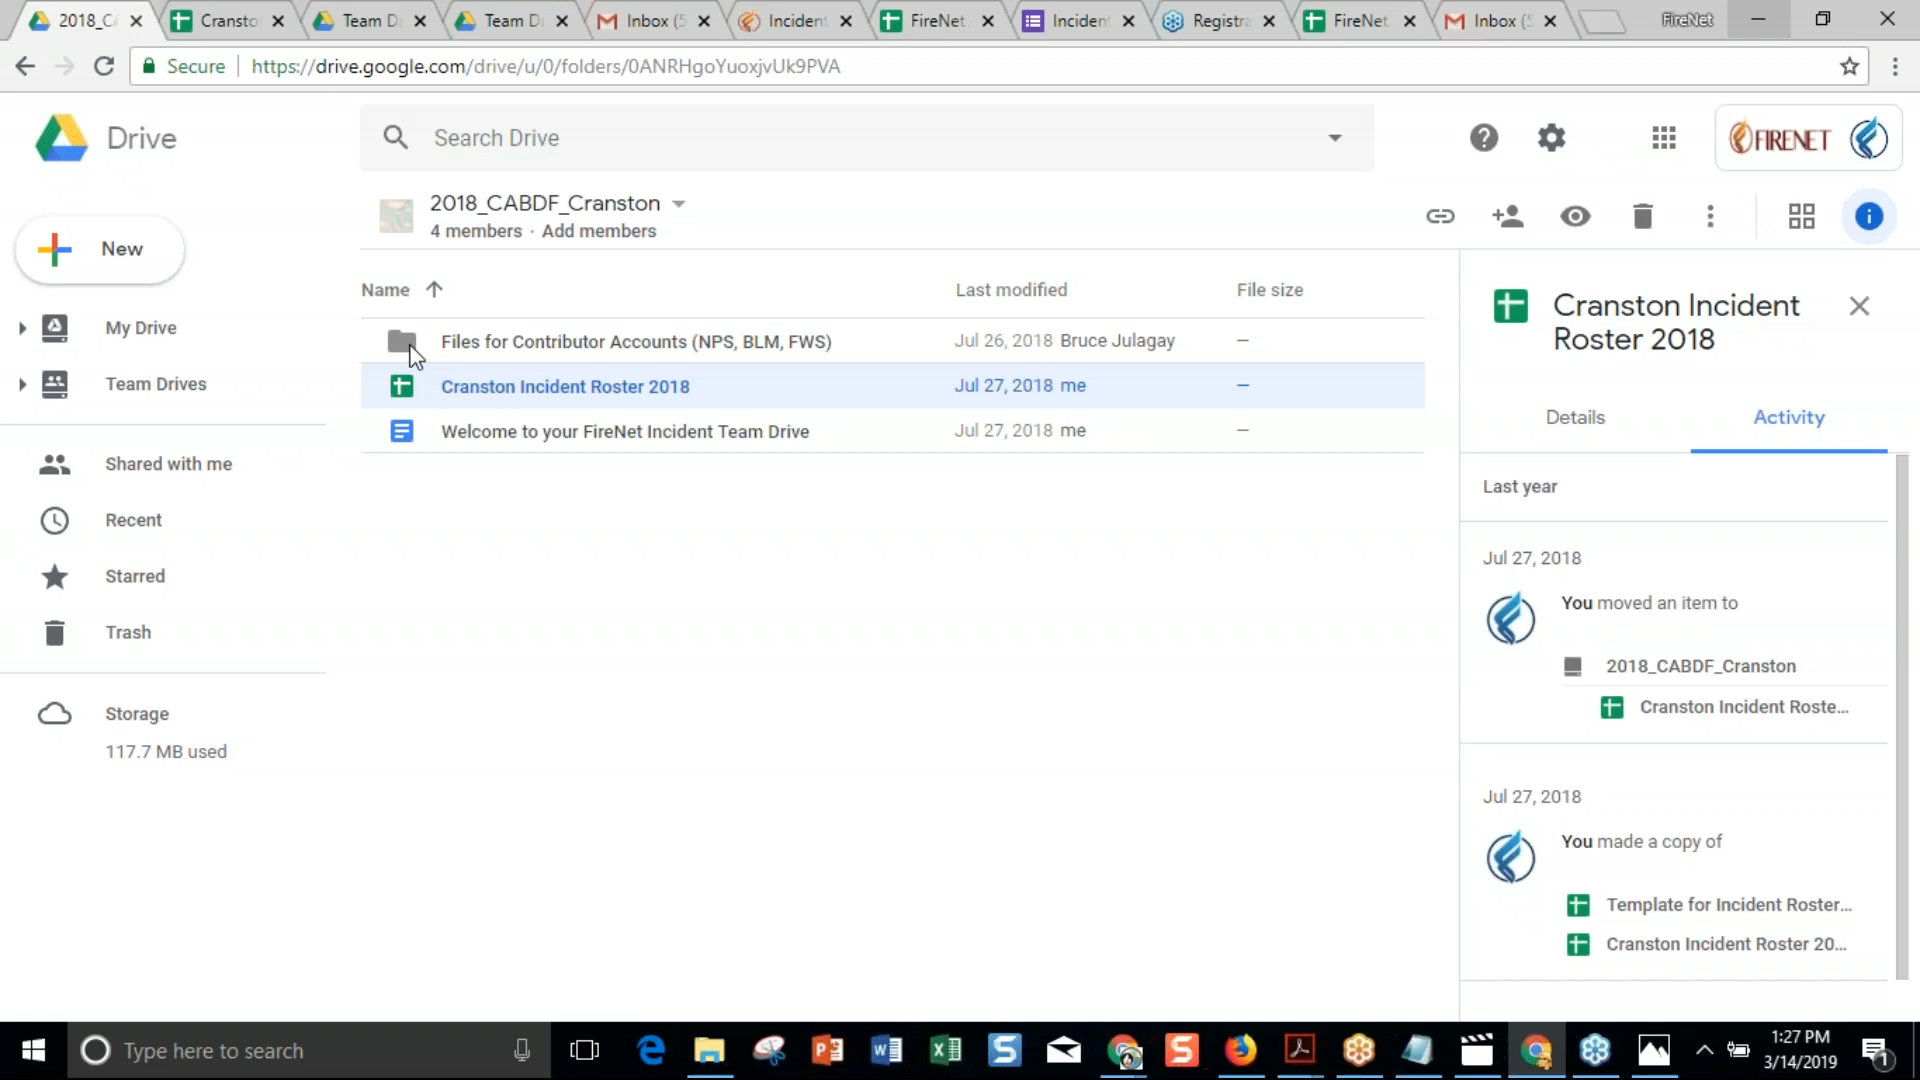 2018_CA
Cransto
Team D
Team D
Inbox (5
Incident
FireNet
Incident
Registra
FireNet
Inbox (5
FireNet
Secure
https://drive.google.com/drive/u/0/folders/0ANRHgoYuoxjvUk9PVA
Drive
Search Drive
FIRENET
2018_CABDF_Cranston
4 members · Add members
New
My Drive
Team Drives
Shared with me
Recent
Starred
Trash
Storage
117.7 MB used
Name
Last modified
File size
Files for Contributor Accounts (NPS, BLM, FWS)
Jul 26, 2018 Bruce Julagay
—
Cranston Incident Roster 2018
Jul 27, 2018 me
—
Welcome to your FireNet Incident Team Drive
Jul 27, 2018 me
—
Cranston Incident
Roster 2018
Details
Activity
Last year
Jul 27, 2018
You moved an item to
2018_CABDF_Cranston
Cranston Incident Roste...
Jul 27, 2018
You made a copy of
Template for Incident Roster...
Cranston Incident Roster 20...
Type here to search
1:27 PM
3/14/2019
1